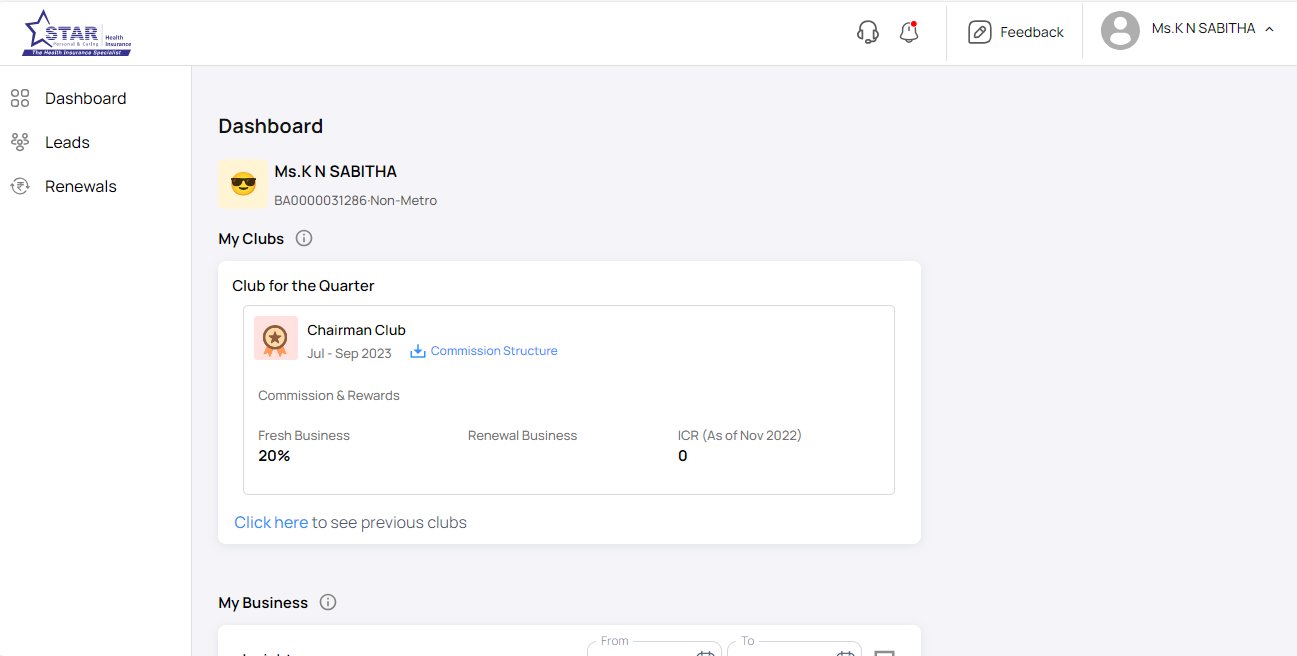 STAR Health Insurance
Personal & Caring
The Health Insurance Specialist
Feedback
Ms.K N SABITHA
Dashboard
Leads
Renewals
Dashboard
Ms.K N SABITHA
BA0000031286·Non-Metro
My Clubs
Club for the Quarter
Chairman Club
Jul - Sep 2023
Commission Structure
Commission & Rewards
Fresh Business
Renewal Business
ICR (As of Nov 2022)
20%
0
Click here to see previous clubs
My Business
From
To